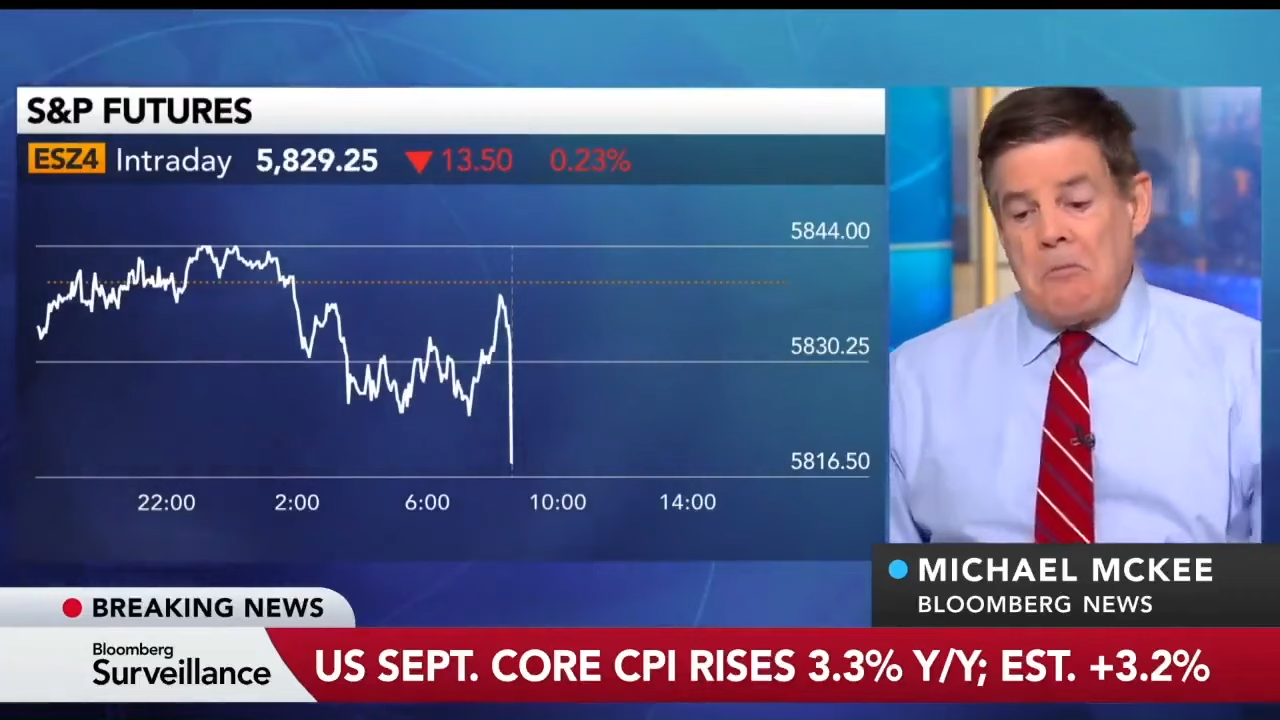 S&P FUTURES
ESZ4 Intraday 5,829.25 ▼ 13.50 0.23%
5844.00
5830.25
5816.50
22:00 2:00 6:00 10:00 14:00
MICHAEL MCKEE
BLOOMBERG NEWS
BREAKING NEWS
Bloomberg
Surveillance
US SEPT. CORE CPI RISES 3.3% Y/Y; EST. +3.2%